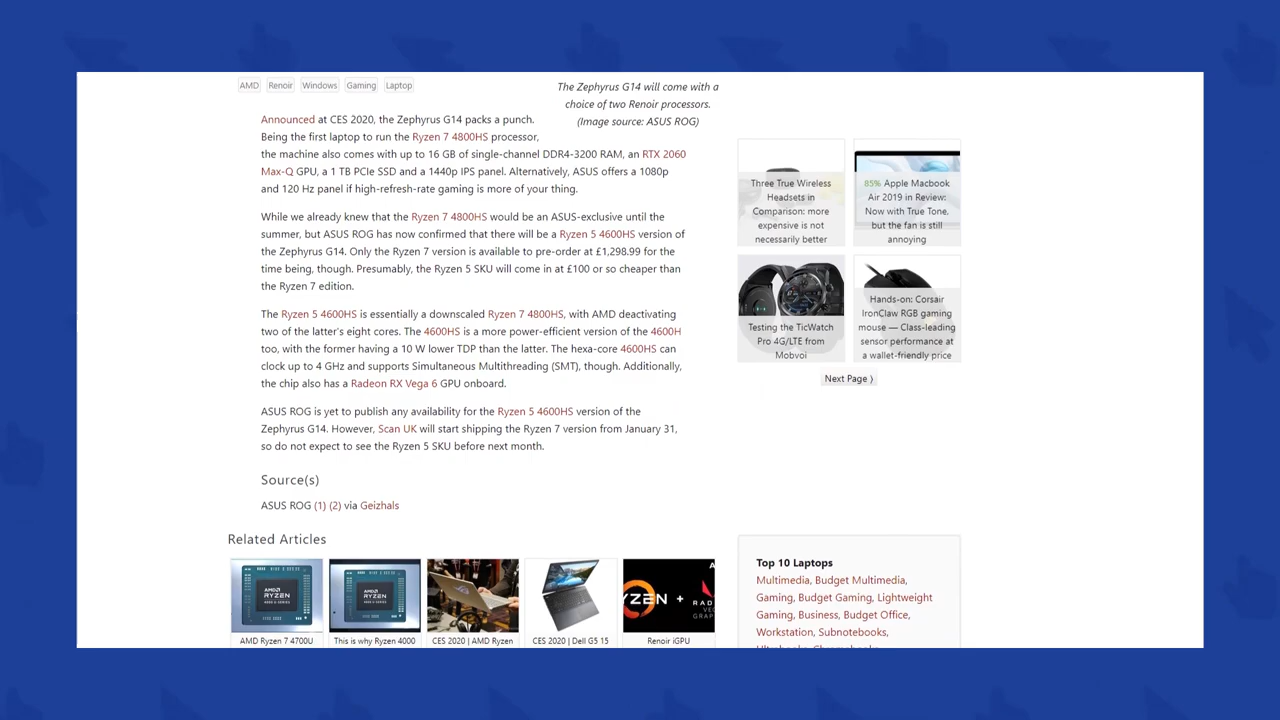 AMD Renoir Windows Gaming Laptop
The Zephyrus G14 will come with a
choice of two Renoir processors.
(Image source: ASUS ROG)
Announced at CES 2020, the Zephyrus G14 packs a punch.
Being the first laptop to run the Ryzen 7 4800HS processor,
the machine also comes with up to 16 GB of single-channel DDR4-3200 RAM, an RTX 2060
Max-Q GPU, a 1 TB PCIe SSD and a 1440p IPS panel. Alternatively, ASUS offers a 1080p
and 120 Hz panel if high-refresh-rate gaming is more of your thing.
While we already knew that the Ryzen 7 4800HS would be an ASUS-exclusive until the
summer, but ASUS ROG has now confirmed that there will be a Ryzen 5 4600HS version of
the Zephyrus G14. Only the Ryzen 7 version is available to pre-order at £1,298.99 for the
time being, though. Presumably, the Ryzen 5 SKU will come in at £100 or so cheaper than
the Ryzen 7 edition.
The Ryzen 5 4600HS is essentially a downscaled Ryzen 7 4800HS, with AMD deactivating
two of the latter's eight cores. The 4600HS is a more power-efficient version of the 4600H
too, with the former having a 10 W lower TDP than the latter. The hexa-core 4600HS can
clock up to 4 GHz and supports Simultaneous Multithreading (SMT), though. Additionally,
the chip also has a Radeon RX Vega 6 GPU onboard.
ASUS ROG is yet to publish any availability for the Ryzen 5 4600HS version of the
Zephyrus G14. However, Scan UK will start shipping the Ryzen 7 version from January 31,
so do not expect to see the Ryzen 5 SKU before next month.
Source(s)
ASUS ROG (1) (2) via Geizhals
Three True Wireless
Headsets in
Comparison: more
expensive is not
necessarily better
85% Apple Macbook
Air 2019 in Review:
Now with True Tone,
but the fan is still
annoying
Testing the TicWatch
Pro 4G/LTE from
Mobvoi
Hands-on: Corsair
IronClaw RGB gaming
mouse — Class-leading
sensor performance at
a wallet-friendly price
Next Page ⟩
Related Articles
AMD
RYZEN
AMD
RYZEN
ZEN +
RAD
VEGA
GRAP
AMD Ryzen 7 4700U
This is why Ryzen 4000
CES 2020 | AMD Ryzen
CES 2020 | Dell G5 15
Renoir iGPU
Top 10 Laptops
Multimedia, Budget Multimedia,
Gaming, Budget Gaming, Lightweight
Gaming, Business, Budget Office,
Workstation, Subnotebooks,
Ultrabooks, Chromebooks